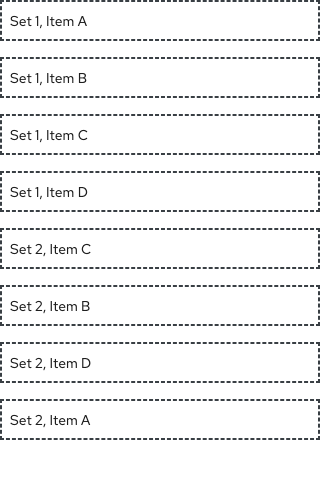 Set 1, Item A
Set 1, Item B
Set 1, Item C
Set 1, Item D
Set 2, Item C
Set 2, Item B
Set 2, Item D
Set 2, Item A